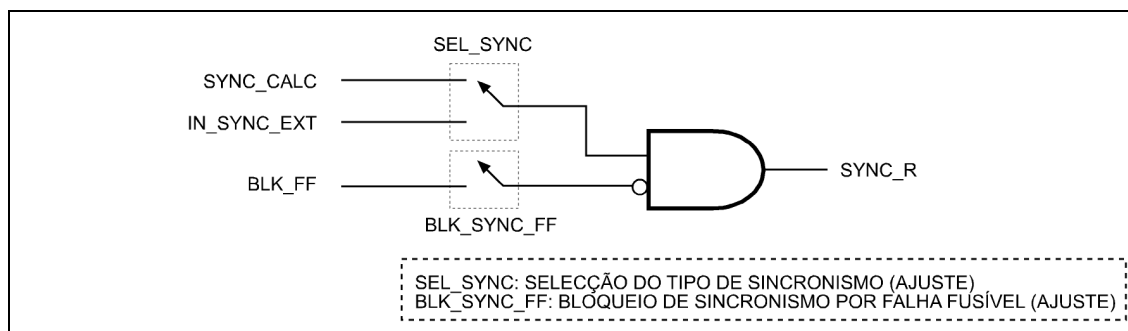 SEL_SYNC
SYNC_CALC
IN_SYNC_EXT
BLK_FF
SYNC_R
BLK_SYNC_FF
SEL_SYNC: SELECÇÃO DO TIPO DE SINCRONISMO (AJUSTE)
BLK_SYNC_FF: BLOQUEIO DE SINCRONISMO POR FALHA FUSÍVEL (AJUSTE)